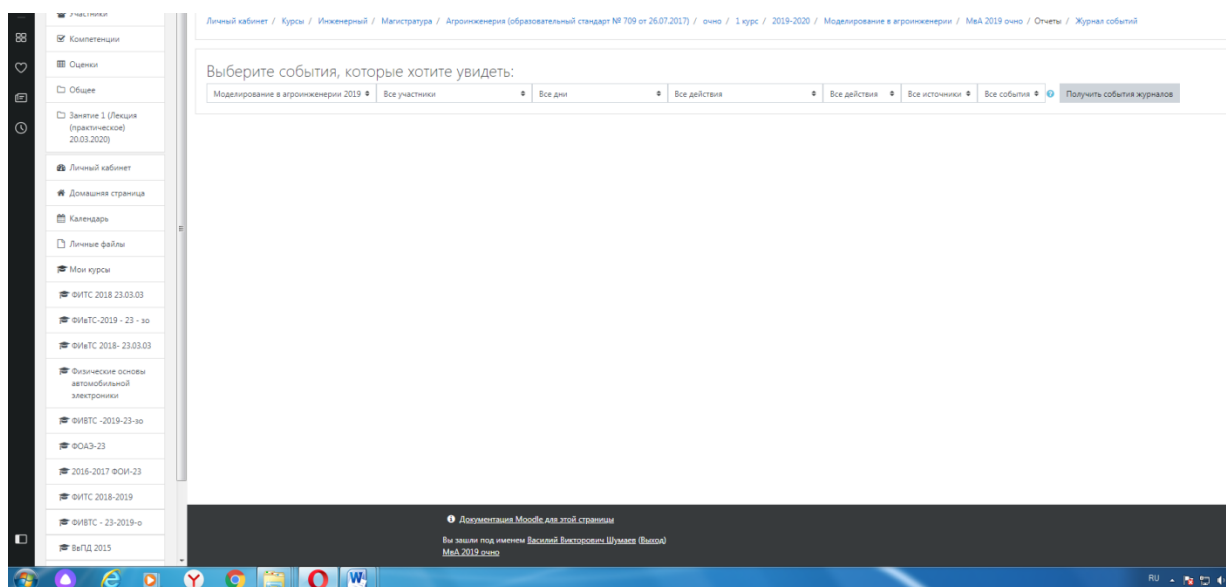 Участники
Личный кабинет / Курсы / Инженерный / Магистратура / Агроинженерия (образовательный стандарт № 709 от 26.07.2017) / очно / 1 курс / 2019-2020 / Моделирование в агроинженерии / МвА 2019 очно / Отчеты / Журнал событий
Компетенции
Оценки
Общее
Занятие 1 (Лекция
(практическое)
20.03.2020)
Личный кабинет
Домашняя страница
Календарь
Личные файлы
Мои курсы
ФИТС 2018 23.03.03
ФИвТС-2019 - 23 - зо
ФИвТС 2018- 23.03.03
Физические основы
автомобильной
электроники
ФИВТС -2019-23-зо
ФОАЭ-23
2016-2017 ФОИ-23
ФИТС 2018-2019
ФИВТС - 23-2019-о
ВвПД 2015
Выберите события, которые хотите увидеть:
Моделирование в агроинженерии 2019 Все участники Все дни Все действия Все действия Все источники Все события Получить события журналов
Документация Moodle для этой страницы
Вы зашли под именем Василий Викторович Шумаев (Выход)
МвА 2019 очно
RU